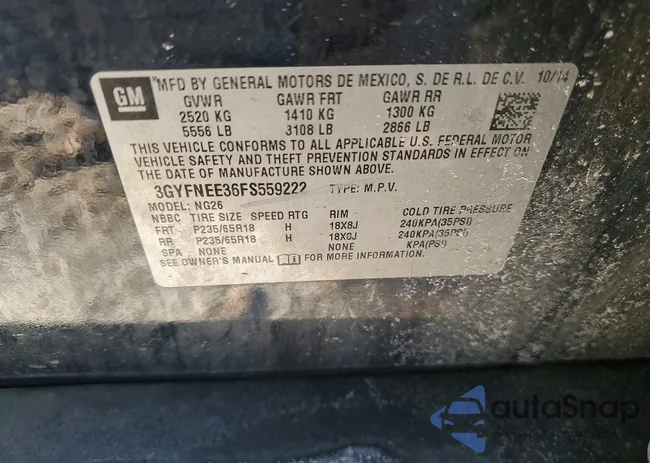 GM
MFD BY GENERAL MOTORS DE MEXICO, S. DE R.L. DE C.V. 10/14
GVWR GAWR FRT GAWR RR
2520 KG 1410 KG 1300 KG
5556 LB 3108 LB 2866 LB
THIS VEHICLE CONFORMS TO ALL APPLICABLE U.S. FEDERAL MOTOR
VEHICLE SAFETY AND THEFT PREVENTION STANDARDS IN EFFECT ON
THE DATE OF MANUFACTURE SHOWN ABOVE.
3GYFNEE36FS559222 TYPE: M.P.V.
MODEL: NG26
NBBC TIRE SIZE SPEED RTG RIM COLD TIRE PRESSURE
FRT P235/65R18 H 18X8J 240KPA(35PSI)
RR P235/65R18 H 18X8J 240KPA(35PSI)
SPA NONE NONE KPA(PSI)
SEE OWNER'S MANUAL FOR MORE INFORMATION.
autoSnap